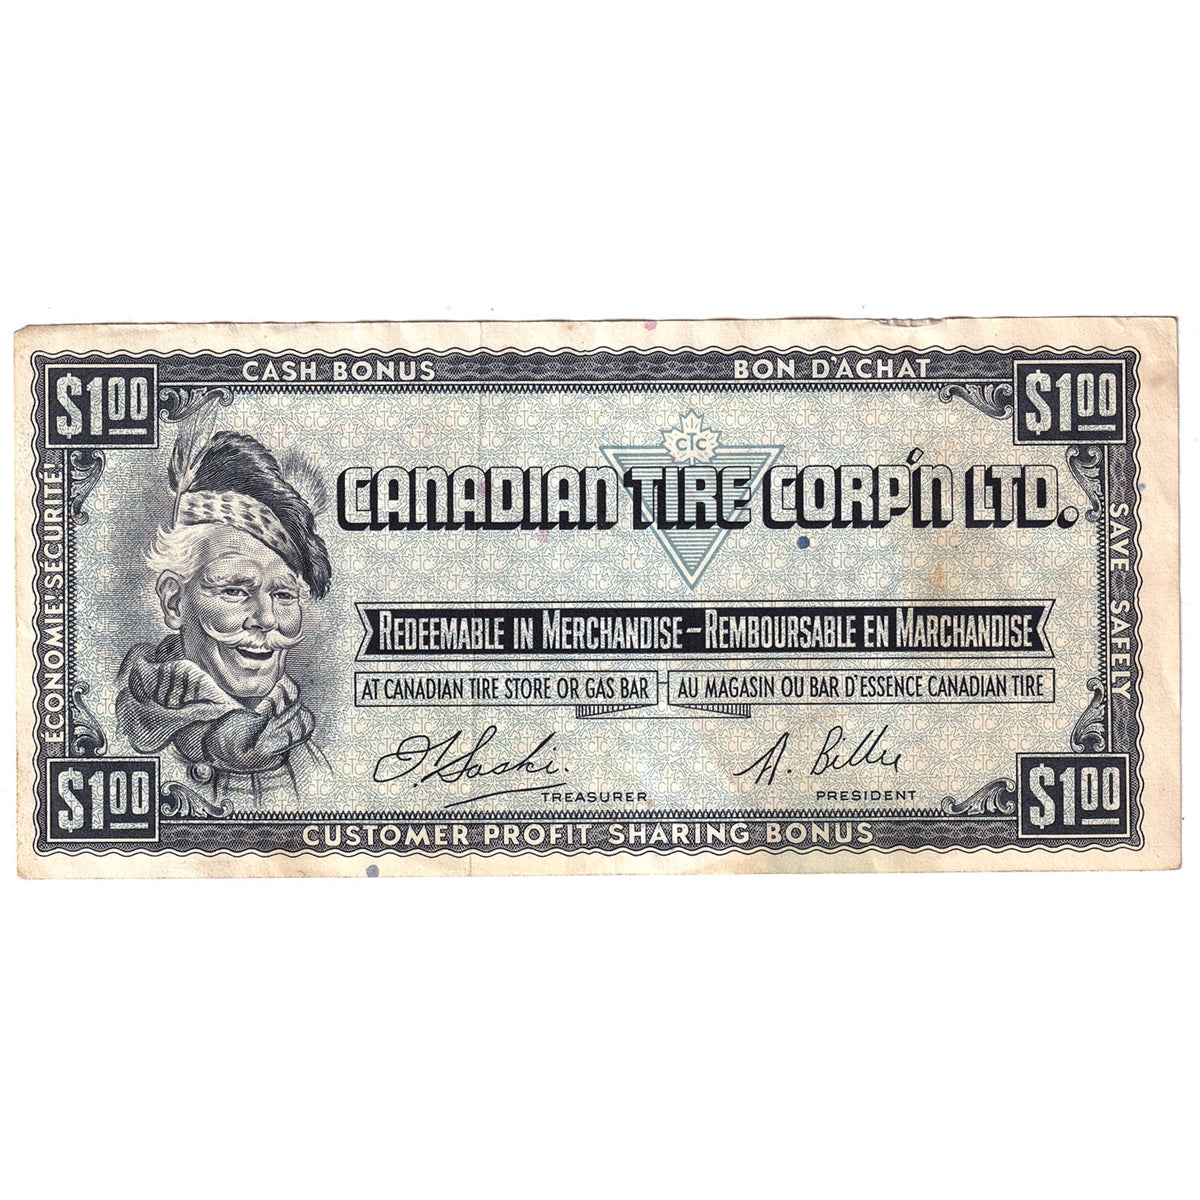 $1.00
CASH BONUS
BON D'ACHAT
$1.00
CTC
CANADIAN TIRE CORP'N LTD.
ECONOMIE! SECURITÉ!
SAVE SAFELY
REDEEMABLE IN MERCHANDISE – REMBOURSABLE EN MARCHANDISE
AT CANADIAN TIRE STORE OR GAS BAR
AU MAGASIN OU BAR D'ESSENCE CANADIAN TIRE
TREASURER
PRESIDENT
$1.00
CUSTOMER PROFIT SHARING BONUS
$1.00